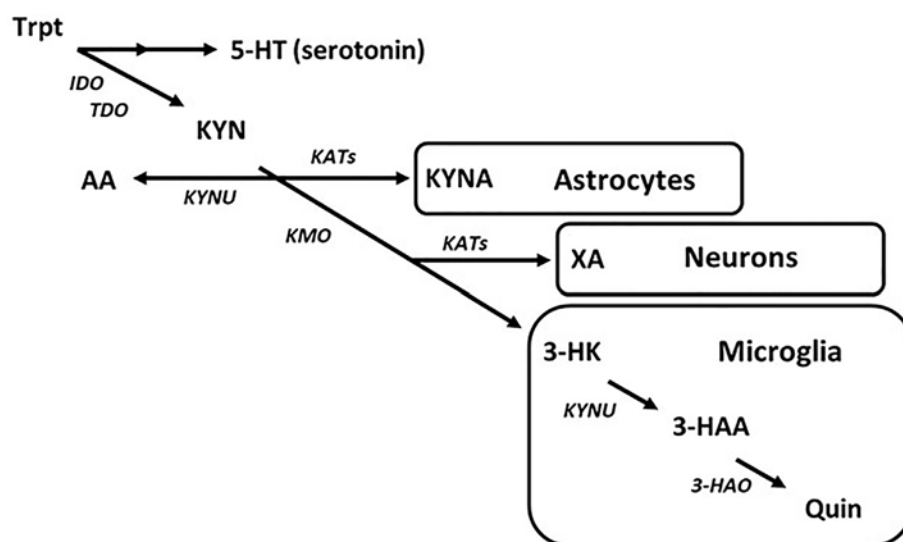 Trpt
5-HT (serotonin)
IDO
TDO
KYN
KATs
AA
KYNU
KYNA Astrocytes
KMO
KATs
XA Neurons
3-HK Microglia
KYNU
3-HAA
3-HAO
Quin